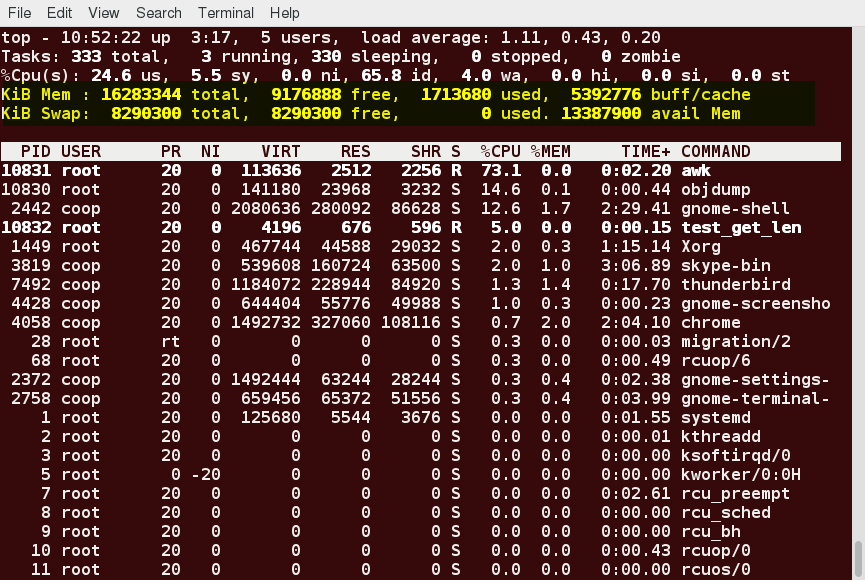 File Edit View Search Terminal Help
top - 10:52:22 up  3:17,  5 users,  load average: 1.11, 0.43, 0.20
Tasks: 333 total,   3 running, 330 sleeping,   0 stopped,   0 zombie
%Cpu(s): 24.6 us,  5.5 sy,  0.0 ni, 65.8 id,  4.0 wa,  0.0 hi,  0.0 si,  0.0 st
KiB Mem : 16283344 total,  9176888 free,  1713680 used,  5392776 buff/cache
KiB Swap:  8290300 total,  8290300 free,        0 used. 13387900 avail Mem
  PID USER      PR  NI    VIRT    RES    SHR S  %CPU %MEM     TIME+ COMMAND
10831 root      20   0  113636   2512   2256 R  73.1  0.0   0:02.20 awk
10830 root      20   0  141180  23968   3232 S  14.6  0.1   0:00.44 objdump
 2442 coop      20   0 2080636 280092  86628 S  12.6  1.7   2:29.41 gnome-shell
10832 root      20   0    4196    676    596 R   5.0  0.0   0:00.15 test_get_len
 1449 root      20   0  467744  44588  29032 S   2.0  0.3   1:15.14 Xorg
 3819 coop      20   0  539608 160724  63500 S   2.0  1.0   3:06.89 skype-bin
 7492 coop      20   0 1184072 228944  84920 S   1.3  1.4   0:17.70 thunderbird
 4428 coop      20   0  644404  55776  49988 S   1.0  0.3   0:00.23 gnome-screensho
 4058 coop      20   0 1492732 327060 108116 S   0.7  2.0   2:04.10 chrome
   28 root      rt   0       0      0      0 S   0.3  0.0   0:00.03 migration/2
   68 root      20   0       0      0      0 S   0.3  0.0   0:00.49 rcuop/6
 2372 coop      20   0 1492444  63244  28244 S   0.3  0.4   0:02.38 gnome-settings-
 2758 coop      20   0  659456  65372  51556 S   0.3  0.4   0:03.99 gnome-terminal-
    1 root      20   0  125680   5544   3676 S   0.0  0.0   0:01.55 systemd
    2 root      20   0       0      0      0 S   0.0  0.0   0:00.01 kthreadd
    3 root      20   0       0      0      0 S   0.0  0.0   0:00.00 ksoftirqd/0
    5 root       0 -20       0      0      0 S   0.0  0.0   0:00.00 kworker/0:0H
    7 root      20   0       0      0      0 S   0.0  0.0   0:02.61 rcu_preempt
    8 root      20   0       0      0      0 S   0.0  0.0   0:00.00 rcu_sched
    9 root      20   0       0      0      0 S   0.0  0.0   0:00.00 rcu_bh
   10 root      20   0       0      0      0 S   0.0  0.0   0:00.43 rcuop/0
   11 root      20   0       0      0      0 S   0.0  0.0   0:00.00 rcuos/0